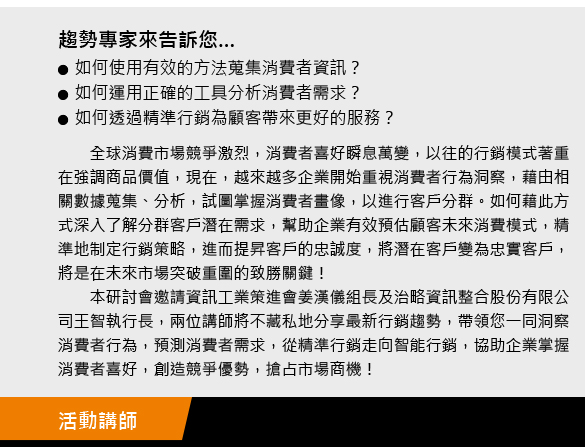 趨勢專家來告訴您...
● 如何使用有效的方法蒐集消費者資訊？
● 如何運用正確的工具分析消費者需求？
● 如何透過精準行銷為顧客帶來更好的服務？
全球消費市場競爭激烈，消費者喜好瞬息萬變，以往的行銷模式著重
在強調商品價值，現在，越來越多企業開始重視消費者行為洞察，藉由相
關數據蒐集、分析，試圖掌握消費者畫像，以進行客戶分群。如何藉此方
式深入了解分群客戶潛在需求，幫助企業有效預估顧客未來消費模式，精
準地制定行銷策略，進而提昇客戶的忠誠度，將潛在客戶變為忠實客戶，
將是在未來市場突破重圍的致勝關鍵！
本研討會邀請資訊工業策進會姜漢儀組長及治略資訊整合股份有限公
司王智執行長，兩位講師將不藏私地分享最新行銷趨勢，帶領您一同洞察
消費者行為，預測消費者需求，從精準行銷走向智能行銷，協助企業掌握
消費者喜好，創造競爭優勢，搶占市場商機！
活動講師